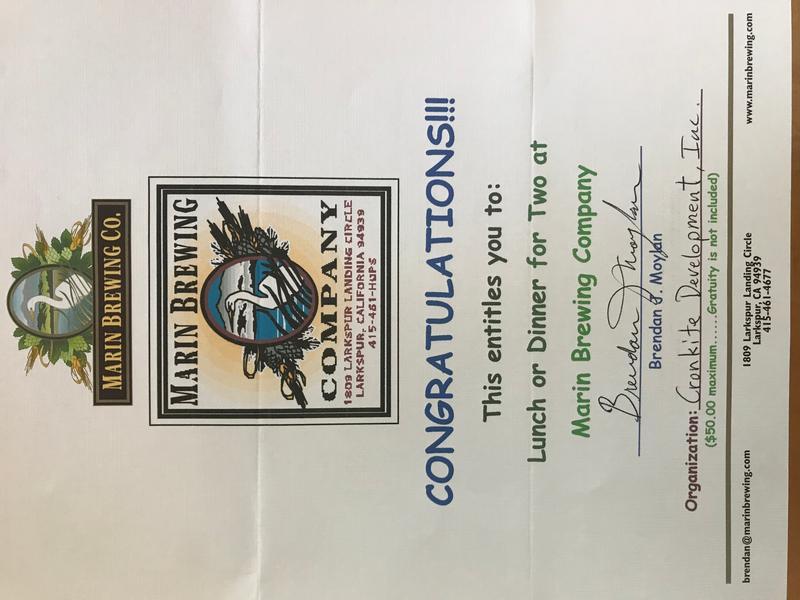 MARIN BREWING CO.
MARIN BREWING
COMPANY
1809 LARKSPUR LANDING CIRCLE
LARKSPUR, CALIFORNIA 94939
415-461-HOPS
CONGRATULATIONS!!!
This entitles you to:
Lunch or Dinner for Two at
Marin Brewing Company
Brendan J Moylan
Brendan J. Moylan
Organization: Cronkite Development, Inc.
($50.00 maximum......Gratuity is not included)
brendan@marinbrewing.com
1809 Larkspur Landing Circle
Larkspur, CA 94939
415-461-4677
www.marinbrewing.com